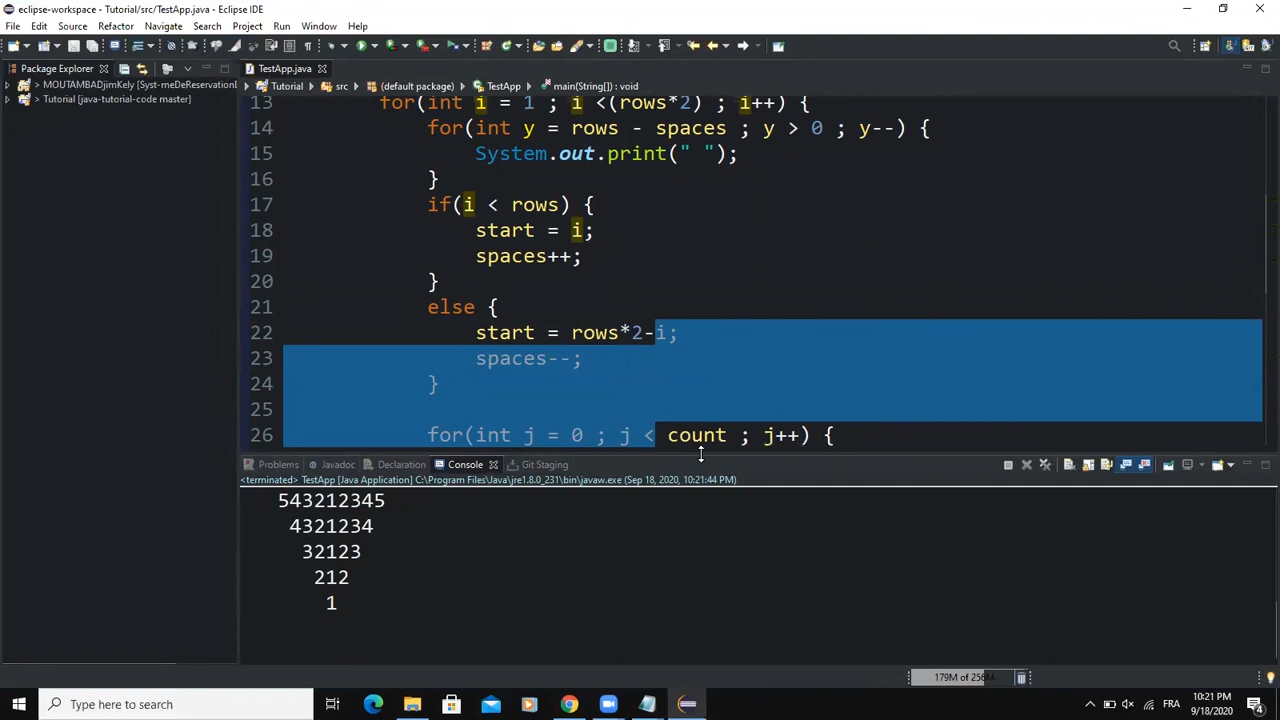 eclipse-workspace - Tutorial/src/TestApp.java - Eclipse IDE
File Edit Source Refactor Navigate Search Project Run Window Help
Package Explorer
TestApp.java
MOUTAMBADjimKely [Syst-meDeReservationD
Tutorial [java-tutorial-code master]
Tutorial src (default package) TestApp main(String[]) : void
13 for(int i = 1 ; i <(rows*2) ; i++) {
14 for(int y = rows - spaces ; y > 0 ; y--) {
15 System.out.print(" ");
16 }
17 if(i < rows) {
18 start = i;
19 spaces++;
20 }
21 else {
22 start = rows*2-i;
23 spaces--;
24 }
25
26 for(int j = 0 ; j < count ; j++) {
Problems Javadoc Declaration Console Git Staging
<terminated> TestApp [Java Application] C:\Program Files\Java\jre1.8.0_231\bin\javaw.exe (Sep 18, 2020, 10:21:44 PM)
543212345
4321234
32123
212
1
179M of 256M
Type here to search
FRA
10:21 PM
9/18/2020
4